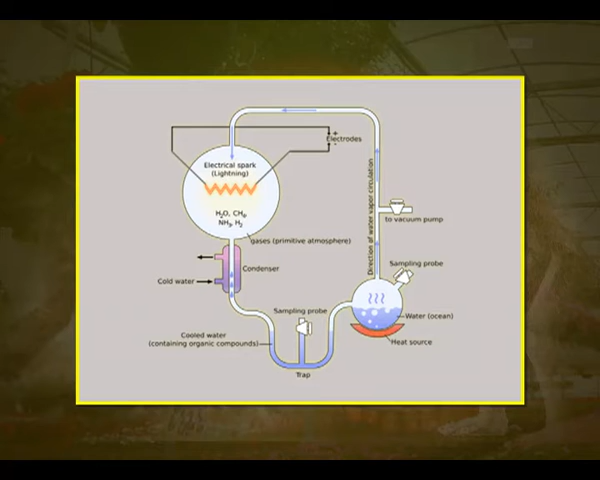 +
Electrodes
-
Electrical spark
(Lightning)
H₂O, CH₄,
NH₃, H₂
gases (primitive atmosphere)
Direction of water vapor circulation
to vacuum pump
Sampling probe
Condenser
Cold water
Sampling probe
Water (ocean)
Cooled water
(containing organic compounds)
Heat source
Trap